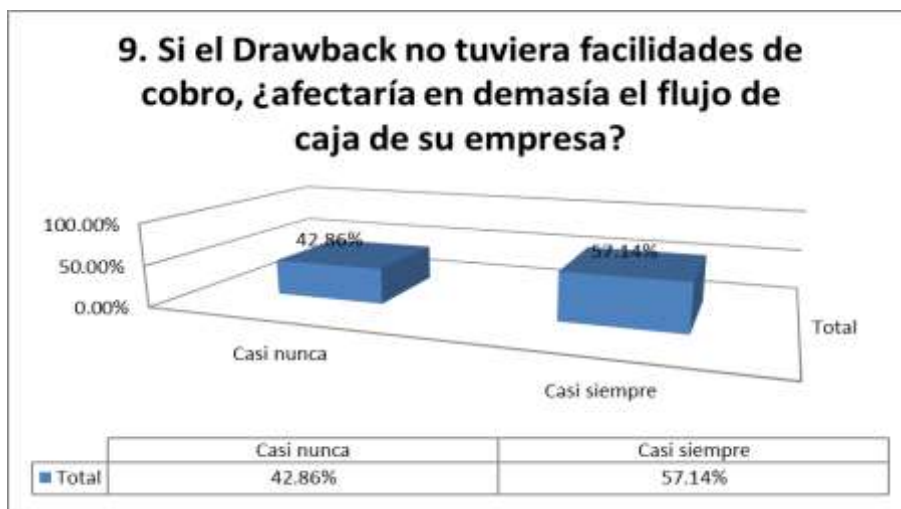 9. Si el Drawback no tuviera facilidades de
cobro, ¿afectaría en demasía el flujo de
caja de su empresa?
100.00%
50.00%
0.00%
42.86%
57.14%
Total
Casi nunca
Casi siempre
Casi nunca Casi siempre
Total 42.86% 57.14%